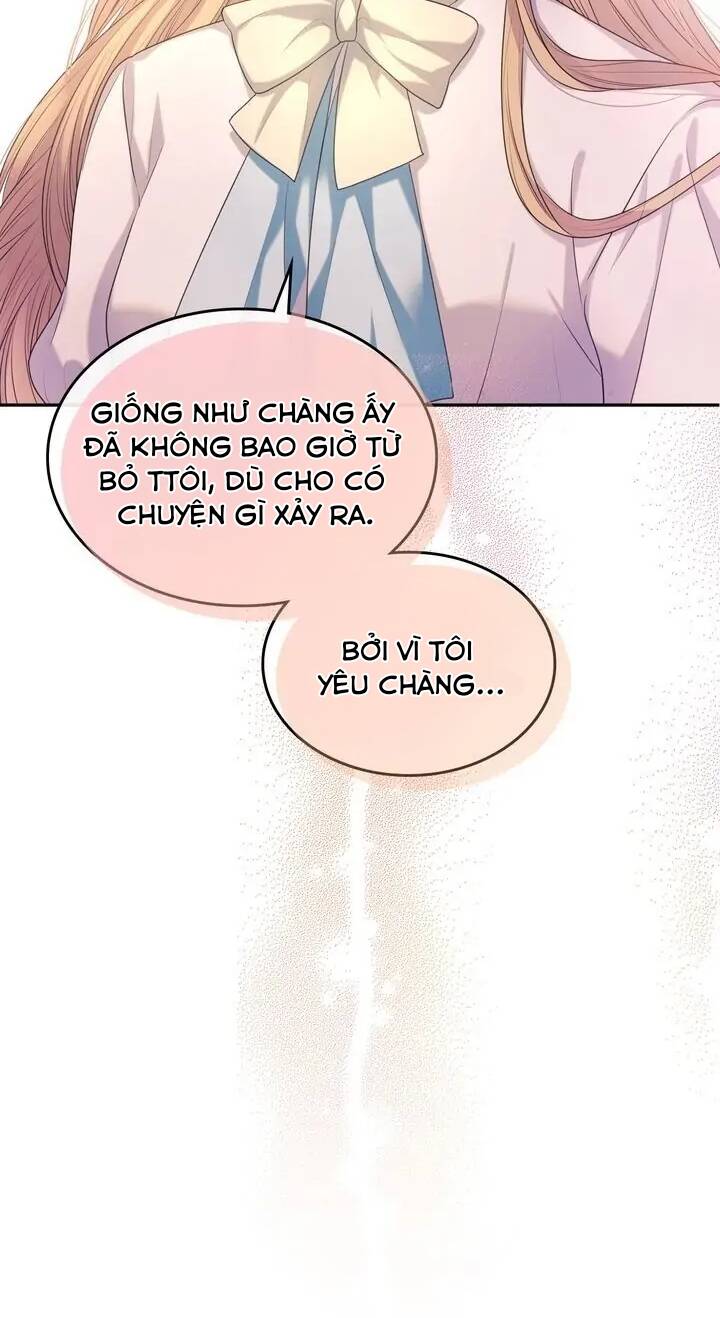 GIỐNG NHƯ CHÀNG ẤY
ĐÃ KHÔNG BAO GIỜ TỪ
BỎ TTÔI, DÙ CHO CÓ
CHUYỆN GÌ XẢY RA.
BỞI VÌ TÔI
YÊU CHÀNG...